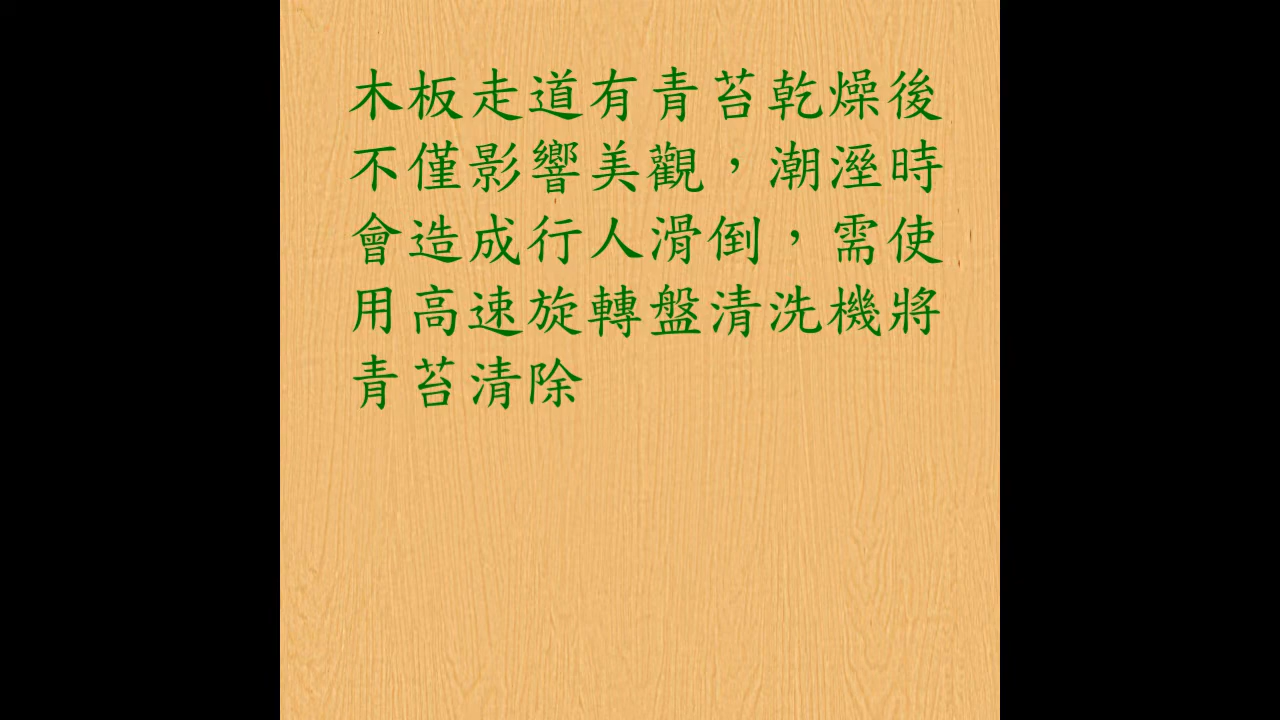 木板走道有青苔乾燥後
不僅影響美觀，潮溼時
會造成行人滑倒，需使
用高速旋轉盤清洗機將
青苔清除